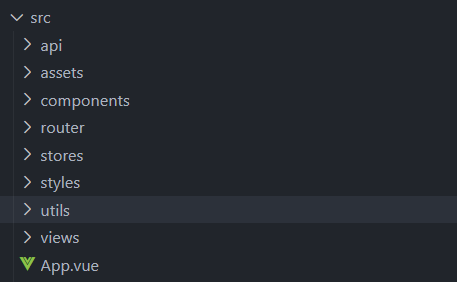 src
api
assets
components
router
stores
styles
utils
views
App.vue